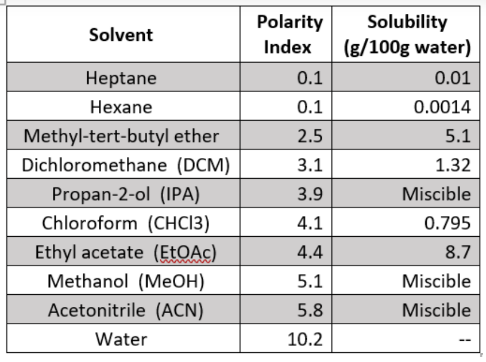 Solvent Polarity Index Solubility (g/100g water)
Heptane 0.1 0.01
Hexane 0.1 0.0014
Methyl-tert-butyl ether 2.5 5.1
Dichloromethane (DCM) 3.1 1.32
Propan-2-ol (IPA) 3.9 Miscible
Chloroform (CHCl3) 4.1 0.795
Ethyl acetate (EtOAc) 4.4 8.7
Methanol (MeOH) 5.1 Miscible
Acetonitrile (ACN) 5.8 Miscible
Water 10.2 --